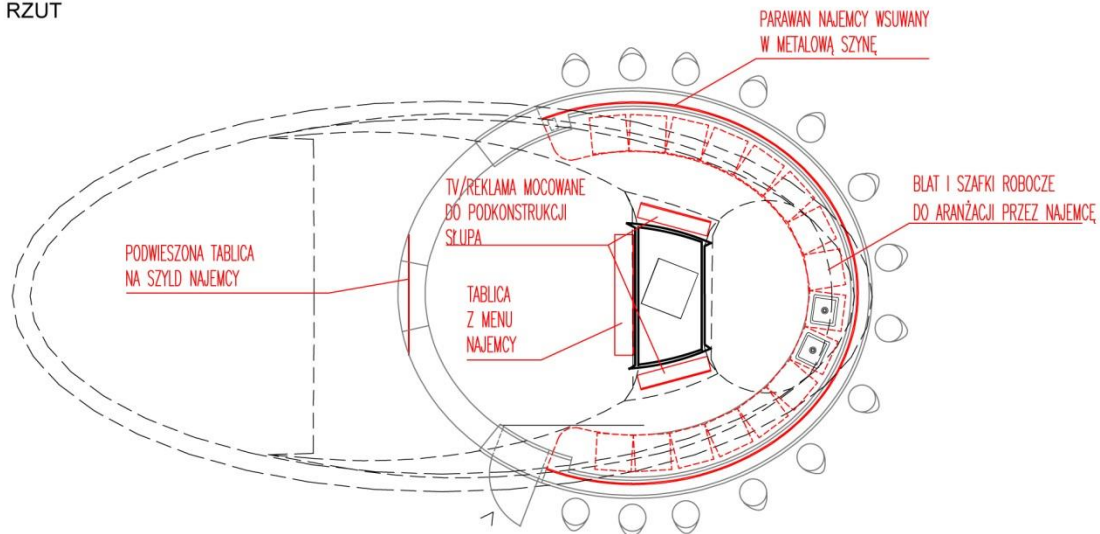 RZUT
PARAWAN NAJEMCY WSUWANY
W METALOWĄ SZYNĘ
TV/REKLAMA MOCOWANE
DO PODKONSTRUKCJI
SŁUPA
BLAT I SZAFKI ROBOCZE
DO ARANŻACJI PRZEZ NAJEMCĘ
PODWIESZONA TABLICA
NA SZYLD NAJEMCY
TABLICA
Z MENU
NAJEMCY